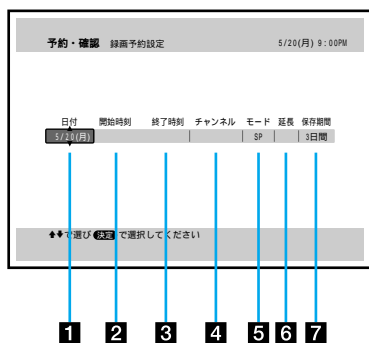 予約・確認 録画予約設定 5/20(月) 9:00PM
日付 開始時刻 終了時刻 チャンネル モード 延長 保存期間
5/20(月) SP 3日間
で選び 決定 で選択してください
1 2 3 4 5 6 7